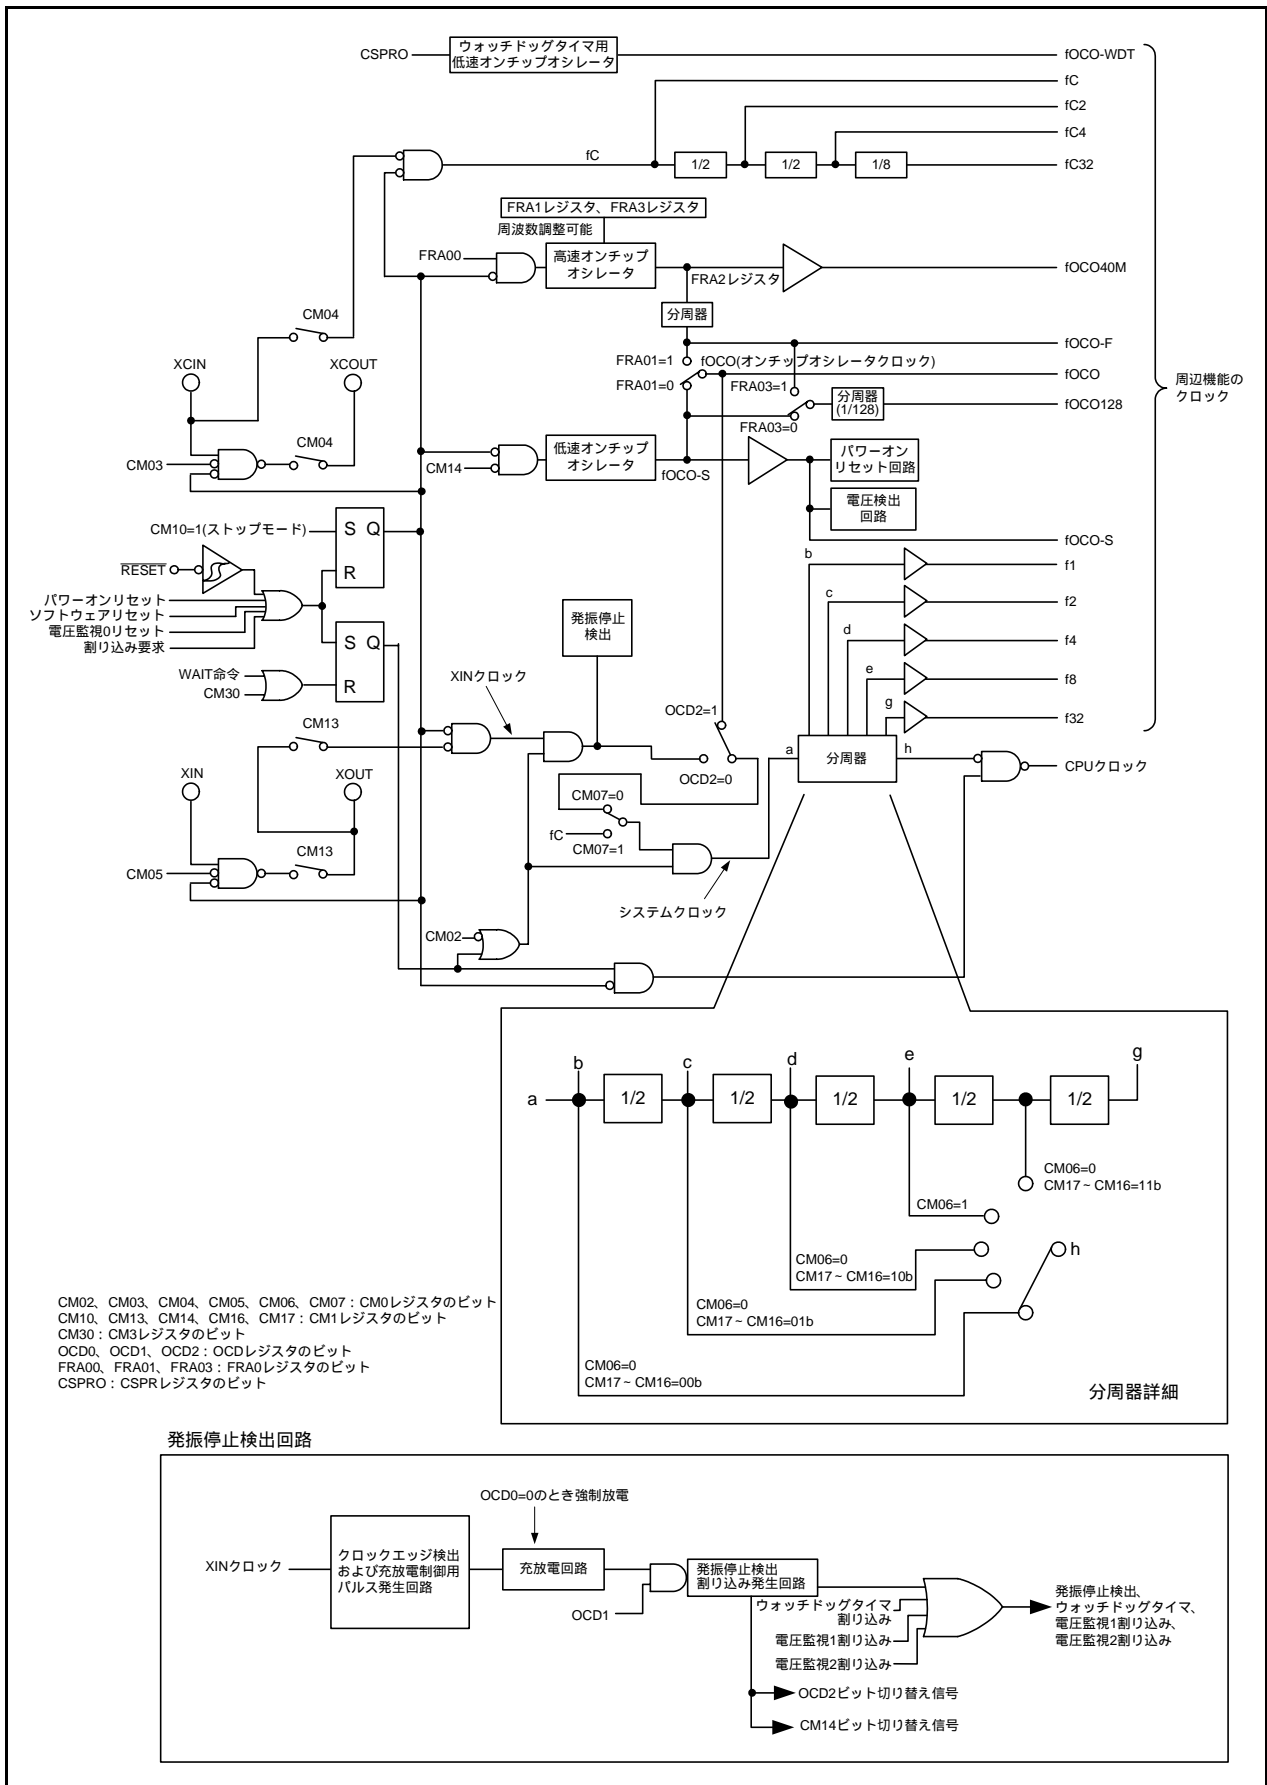 CSPRO
ウォッチドッグタイマ用
低速オンチップオシレータ
fOCO-WDT
fC
fC2
fC4
fC
1/2
1/2
1/8
fC32
FRA1レジスタ、FRA3レジスタ
周波数調整可能
FRA00
高速オンチップ
オシレータ
FRA2レジスタ
fOCO40M
分周器
CM04
XCIN
XCOUT
FRA01=1
fOCO(オンチップオシレータクロック)
fOCO-F
FRA01=0
FRA03=1
fOCO
周辺機能の
クロック
分周器
(1/128)
fOCO128
FRA03=0
CM04
CM03
CM14
低速オンチップ
オシレータ
fOCO-S
パワーオン
リセット回路
電圧検出
回路
fOCO-S
CM10=1(ストップモード)
S Q
R
RESET
パワーオンリセット
ソフトウェアリセット
電圧監視0リセット
割り込み要求
S Q
R
WAIT命令
CM30
b
f1
c
f2
d
f4
e
f8
g
f32
発振停止
検出
XINクロック
OCD2=1
OCD2=0
a
分周器
h
CPUクロック
CM13
XIN
XOUT
CM07=0
fC
CM07=1
CM13
CM05
システムクロック
CM02
b
c
d
e
g
a
1/2
1/2
1/2
1/2
1/2
CM06=0
CM17~CM16=11b
CM06=1
CM06=0
CM17~CM16=10b
h
CM06=0
CM17~CM16=01b
CM06=0
CM17~CM16=00b
分周器詳細
CM02、CM03、CM04、CM05、CM06、CM07:CM0レジスタのビット
CM10、CM13、CM14、CM16、CM17:CM1レジスタのビット
CM30:CM3レジスタのビット
OCD0、OCD1、OCD2:OCDレジスタのビット
FRA00、FRA01、FRA03:FRA0レジスタのビット
CSPRO:CSPRレジスタのビット
発振停止検出回路
OCD0=0のとき強制放電
XINクロック
クロックエッジ検出
および充放電制御用
パルス発生回路
充放電回路
OCD1
発振停止検出
割り込み発生回路
ウォッチドッグタイマ
割り込み
電圧監視1割り込み
電圧監視2割り込み
発振停止検出、
ウォッチドッグタイマ、
電圧監視1割り込み、
電圧監視2割り込み
OCD2ビット切り替え信号
CM14ビット切り替え信号